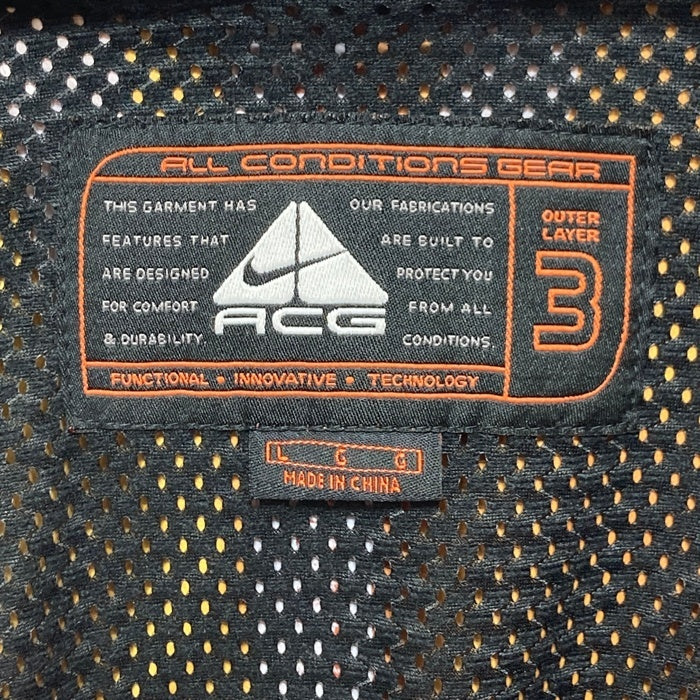 ALL CONDITIONS GEAR
THIS GARMENT HAS
FEATURES THAT
ARE DESIGNED
FOR COMFORT
& DURABILITY.
ACG
OUR FABRICATIONS
ARE BUILT TO
PROTECT YOU
FROM ALL
CONDITIONS.
OUTER
LAYER
3
FUNCTIONAL • INNOVATIVE • TECHNOLOGY
L G G
MADE IN CHINA